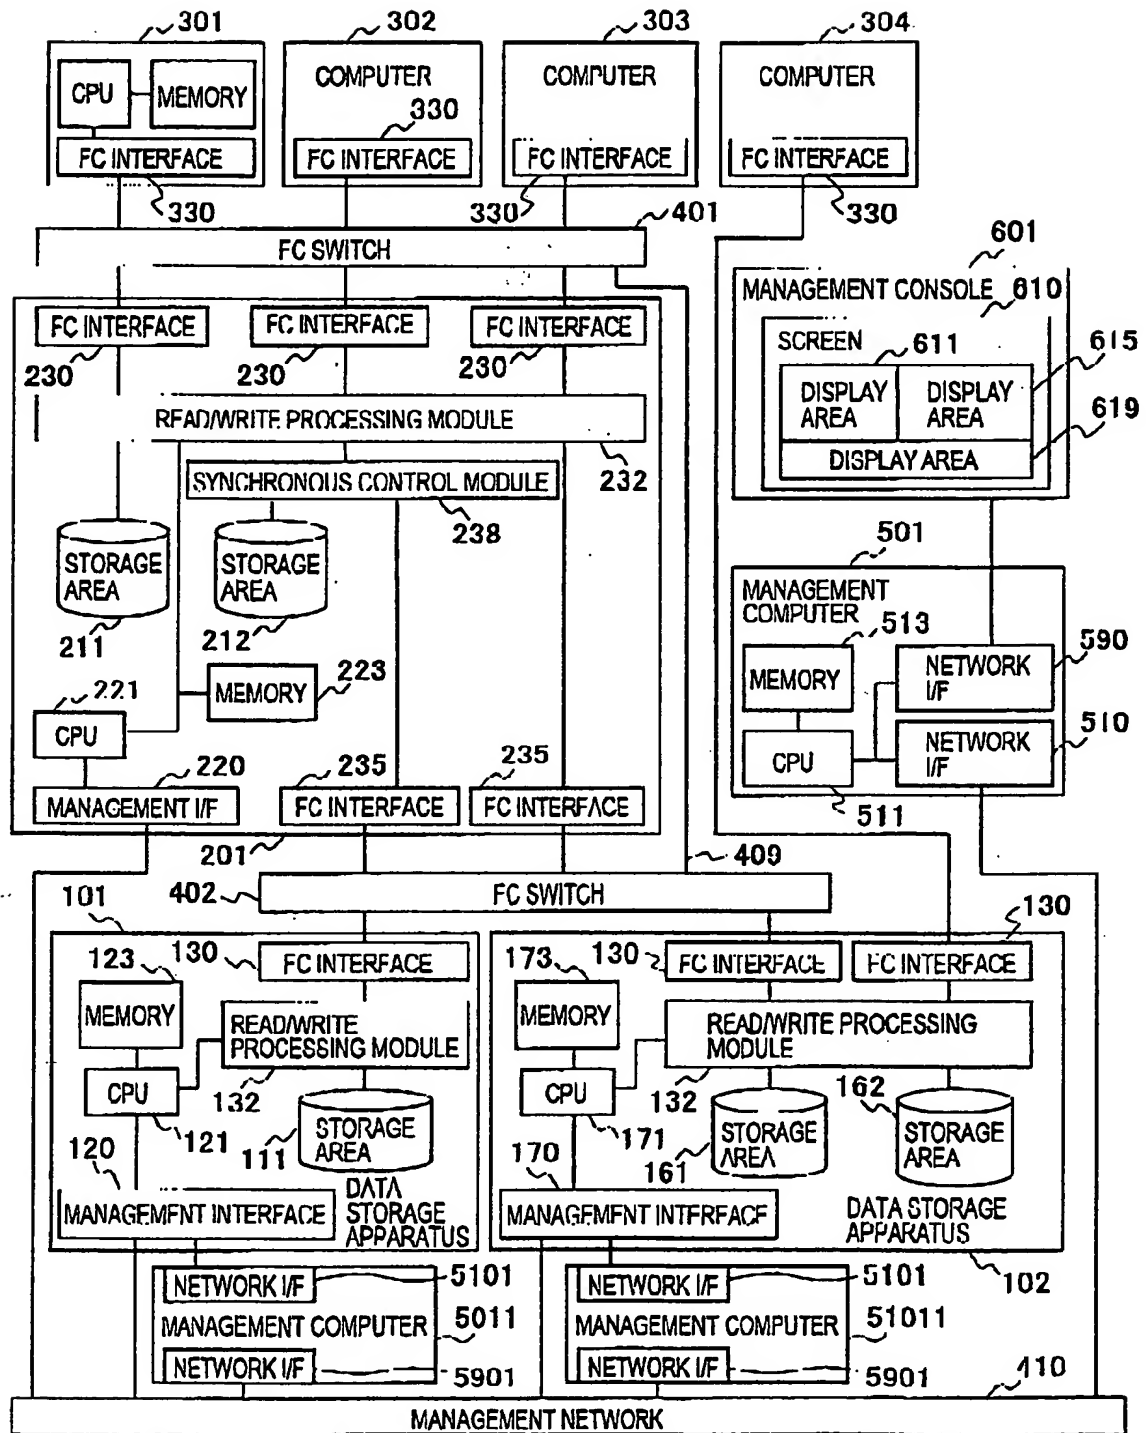 301
302
303
304
CPU
MEMORY
COMPUTER
COMPUTER
COMPUTER
330
FC INTERFACE
FC INTERFACE
FC INTERFACE
FC INTERFACE
330
330
330
401
FC SWITCH
601
MANAGEMENT CONSOLE
610
FC INTERFACE
FC INTERFACE
FC INTERFACE
SCREEN
611
615
230
230
230
DISPLAY
AREA
DISPLAY
AREA
READ/WRITE PROCESSING MODULE
619
DISPLAY AREA
SYNCHRONOUS CONTROL MODULE
232
238
STORAGE
AREA
STORAGE
AREA
501
MANAGEMENT
COMPUTER
211
212
513
590
MEMORY
223
MEMORY
NETWORK
I/F
221
CPU
510
CPU
NETWORK
I/F
220
235
235
MANAGEMENT I/F
FC INTERFACE
FC INTERFACE
511
201
409
402
FC SWITCH
101
130
123
130
FC INTERFACE
173
130
FC INTERFACE
FC INTERFACE
MEMORY
READ/WRITE
PROCESSING MODULE
MEMORY
READ/WRITE PROCESSING
MODULE
CPU
132
CPU
132
162
121
111
STORAGE
AREA
171
161
STORAGE
AREA
STORAGE
AREA
120
170
MANAGEMENT INTERFACE
DATA
STORAGE
APPARATUS
MANAGEMENT INTERFACE
DATA STORAGE
APPARATUS
102
NETWORK I/F
5101
NETWORK I/F
5101
MANAGEMENT COMPUTER
5011
MANAGEMENT COMPUTER
51011
NETWORK I/F
5901
NETWORK I/F
5901
110
MANAGEMENT NETWORK